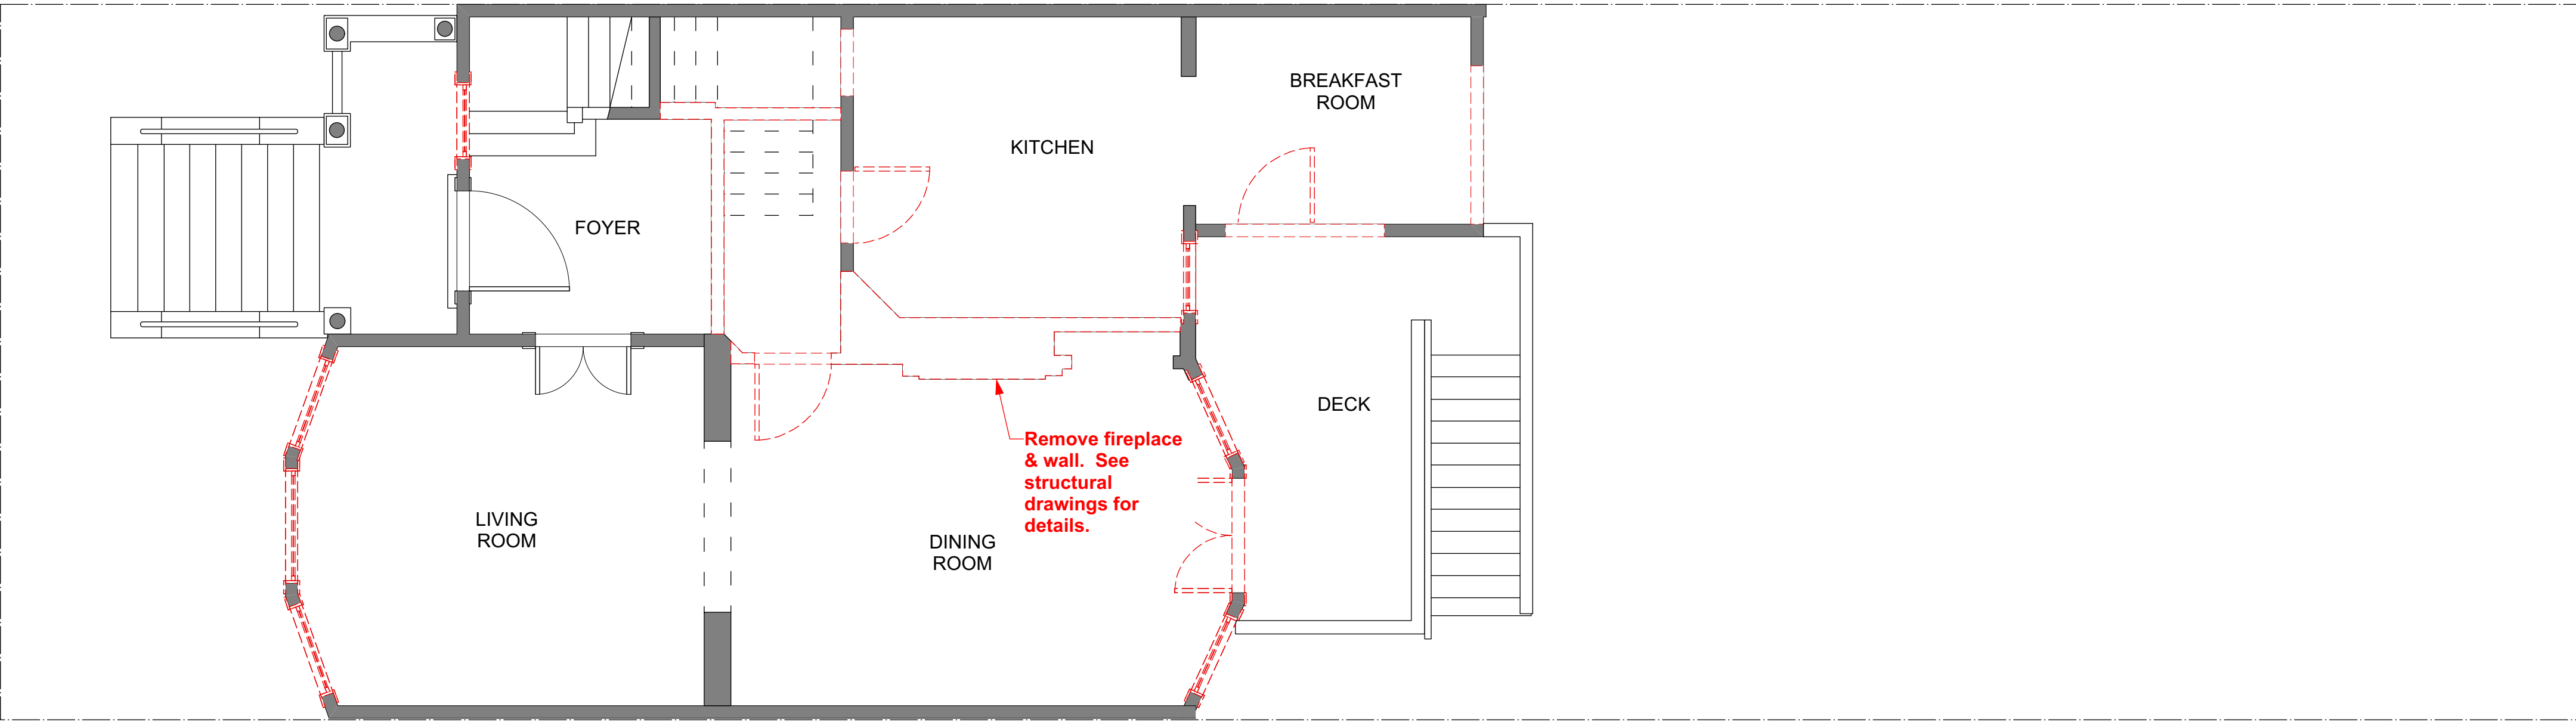 BREAKFAST
ROOM
KITCHEN
FOYER
DECK
Remove fireplace
& wall.  See
structural
drawings for
details.
LIVING
ROOM
DINING
ROOM